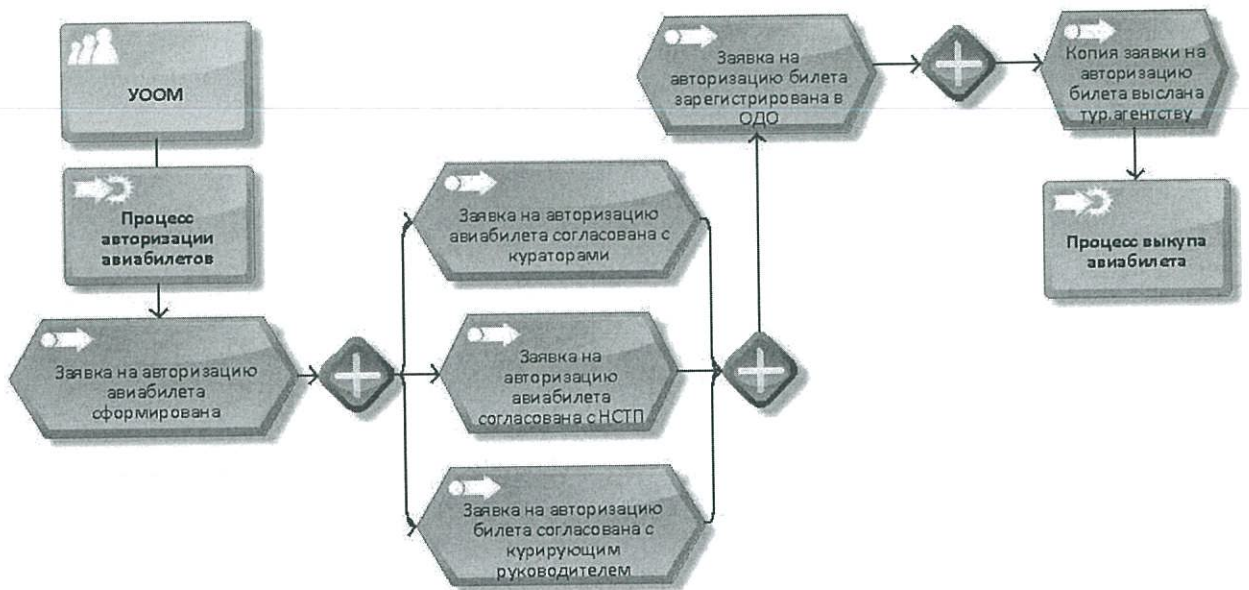 УООМ
Процесс
авторизации
авиабилетов
Заявка на авторизацию
авиабилета
сформирована
Заявка на авторизацию
авиабилета согласована с
кураторами
Заявка на
авторизацию
авиабилета
согласована с НСТП
Заявка на авторизацию
билета согласована с
курирующим
руководителем
Заявка на
авторизацию билета
зарегистрирована в
ОДО
Копия заявки на
авторизацию
билета выслана
тур.агентству
Процесс выкупа
авиабилета